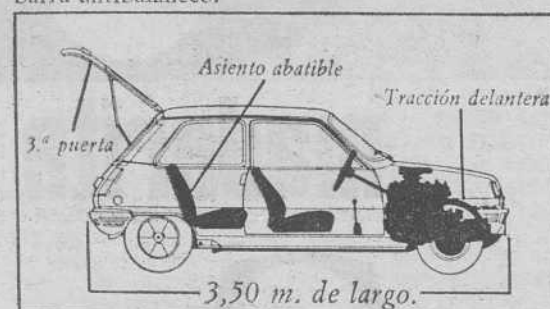 Asiento abatible
Tracción delantera
3.ª puerta
3,50 m. de largo.